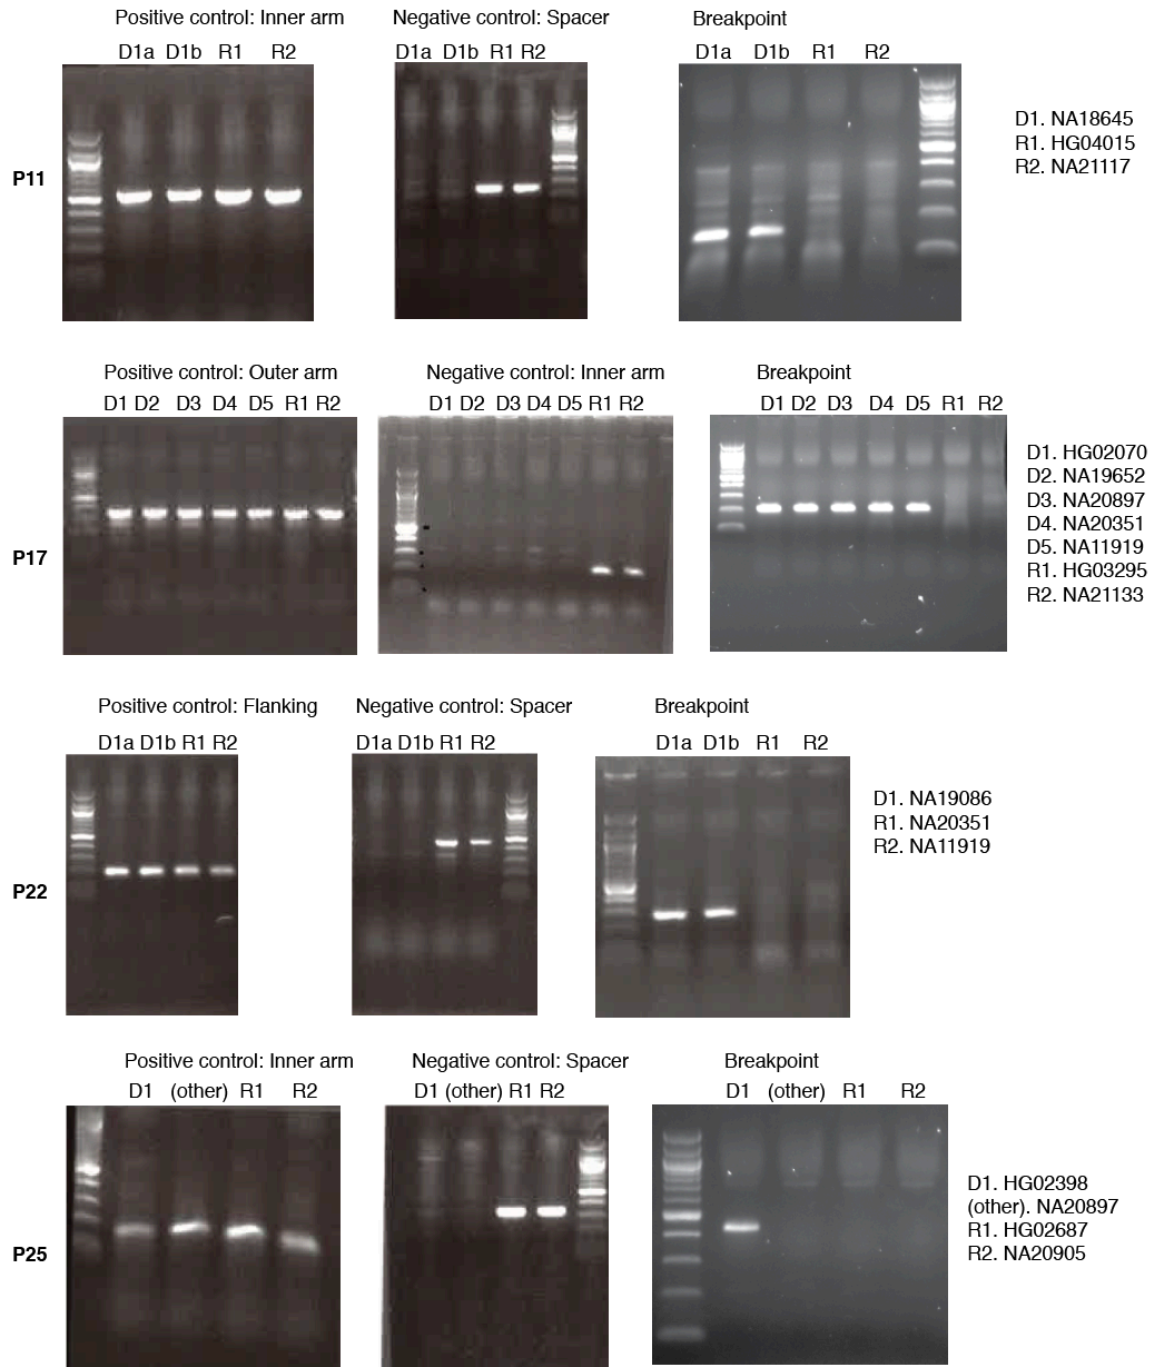 Positive control: Inner arm
Negative control: Spacer
Breakpoint
D1a D1b R1 R2
D1a D1b R1 R2
D1a D1b R1 R2
P11
D1. NA18645
R1. HG04015
R2. NA21117
Positive control: Outer arm
Negative control: Inner arm
Breakpoint
D1 D2 D3 D4 D5 R1 R2
D1 D2 D3 D4 D5 R1 R2
D1 D2 D3 D4 D5 R1 R2
P17
D1. HG02070
D2. NA19652
D3. NA20897
D4. NA20351
D5. NA11919
R1. HG03295
R2. NA21133
Positive control: Flanking
Negative control: Spacer
Breakpoint
D1a D1b R1 R2
D1a D1b R1 R2
D1a D1b R1 R2
P22
D1. NA19086
R1. NA20351
R2. NA11919
Positive control: Inner arm
Negative control: Spacer
Breakpoint
D1 (other) R1 R2
D1 (other) R1 R2
D1 (other) R1 R2
P25
D1. HG02398
(other). NA20897
R1. HG02687
R2. NA20905